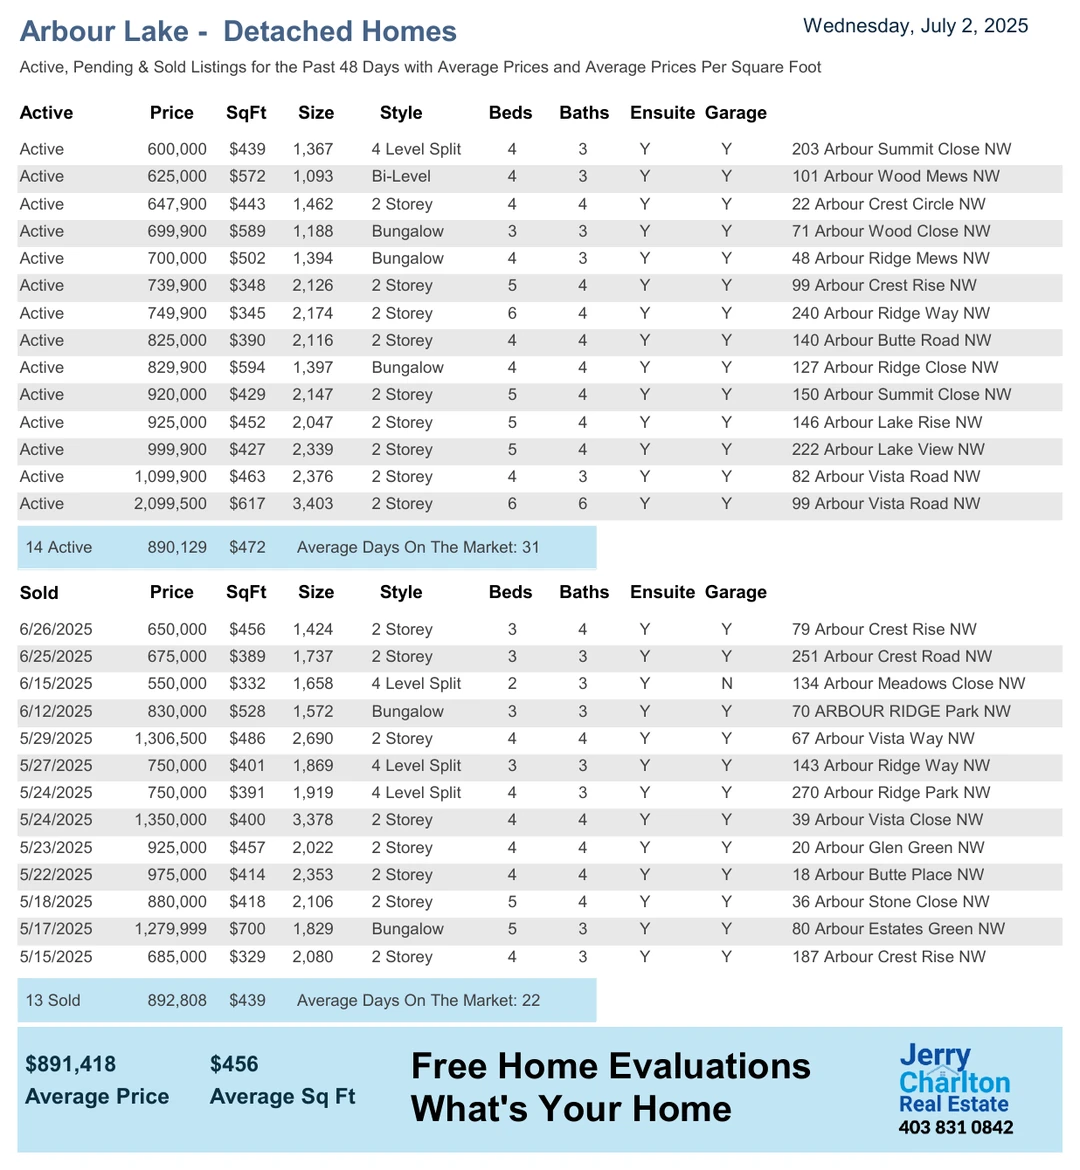 Arbour Lake - Detached Homes
Wednesday, July 2, 2025
Active, Pending & Sold Listings for the Past 48 Days with Average Prices and Average Prices Per Square Foot
Active Price SqFt Size Style Beds Baths Ensuite Garage
Active 600,000 $439 1,367 4 Level Split 4 3 Y Y 203 Arbour Summit Close NW
Active 625,000 $572 1,093 Bi-Level 4 3 Y Y 101 Arbour Wood Mews NW
Active 647,900 $443 1,462 2 Storey 4 4 Y Y 22 Arbour Crest Circle NW
Active 699,900 $589 1,188 Bungalow 3 3 Y Y 71 Arbour Wood Close NW
Active 700,000 $502 1,394 Bungalow 4 3 Y Y 48 Arbour Ridge Mews NW
Active 739,900 $348 2,126 2 Storey 5 4 Y Y 99 Arbour Crest Rise NW
Active 749,900 $345 2,174 2 Storey 6 4 Y Y 240 Arbour Ridge Way NW
Active 825,000 $390 2,116 2 Storey 4 4 Y Y 140 Arbour Butte Road NW
Active 829,900 $594 1,397 Bungalow 4 4 Y Y 127 Arbour Ridge Close NW
Active 920,000 $429 2,147 2 Storey 5 4 Y Y 150 Arbour Summit Close NW
Active 925,000 $452 2,047 2 Storey 5 4 Y Y 146 Arbour Lake Rise NW
Active 999,900 $427 2,339 2 Storey 5 4 Y Y 222 Arbour Lake View NW
Active 1,099,900 $463 2,376 2 Storey 4 3 Y Y 82 Arbour Vista Road NW
Active 2,099,500 $617 3,403 2 Storey 6 6 Y Y 99 Arbour Vista Road NW
14 Active 890,129 $472 Average Days On The Market: 31
Sold Price SqFt Size Style Beds Baths Ensuite Garage
6/26/2025 650,000 $456 1,424 2 Storey 3 4 Y Y 79 Arbour Crest Rise NW
6/25/2025 675,000 $389 1,737 2 Storey 3 3 Y Y 251 Arbour Crest Road NW
6/15/2025 550,000 $332 1,658 4 Level Split 2 3 Y N 134 Arbour Meadows Close NW
6/12/2025 830,000 $528 1,572 Bungalow 3 3 Y Y 70 ARBOUR RIDGE Park NW
5/29/2025 1,306,500 $486 2,690 2 Storey 4 4 Y Y 67 Arbour Vista Way NW
5/27/2025 750,000 $401 1,869 4 Level Split 3 3 Y Y 143 Arbour Ridge Way NW
5/24/2025 750,000 $391 1,919 4 Level Split 4 3 Y Y 270 Arbour Ridge Park NW
5/24/2025 1,350,000 $400 3,378 2 Storey 4 4 Y Y 39 Arbour Vista Close NW
5/23/2025 925,000 $457 2,022 2 Storey 4 4 Y Y 20 Arbour Glen Green NW
5/22/2025 975,000 $414 2,353 2 Storey 4 4 Y Y 18 Arbour Butte Place NW
5/18/2025 880,000 $418 2,106 2 Storey 5 4 Y Y 36 Arbour Stone Close NW
5/17/2025 1,279,999 $700 1,829 Bungalow 5 3 Y Y 80 Arbour Estates Green NW
5/15/2025 685,000 $329 2,080 2 Storey 4 3 Y Y 187 Arbour Crest Rise NW
13 Sold 892,808 $439 Average Days On The Market: 22
$891,418 $456
Average Price Average Sq Ft
Free Home Evaluations
What's Your Home
Jerry
Charlton
Real Estate
403 831 0842